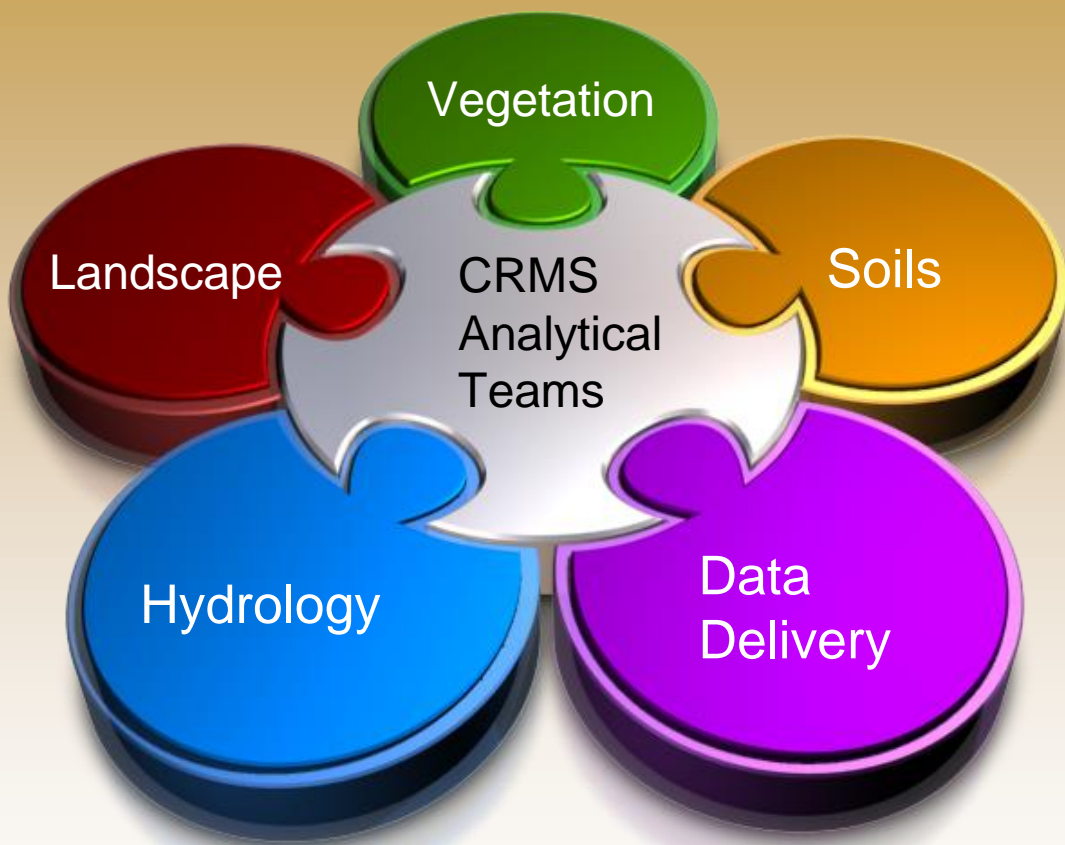 Vegetation
Landscape
CRMS
Analytical
Teams
Soils
Hydrology
Data
Delivery